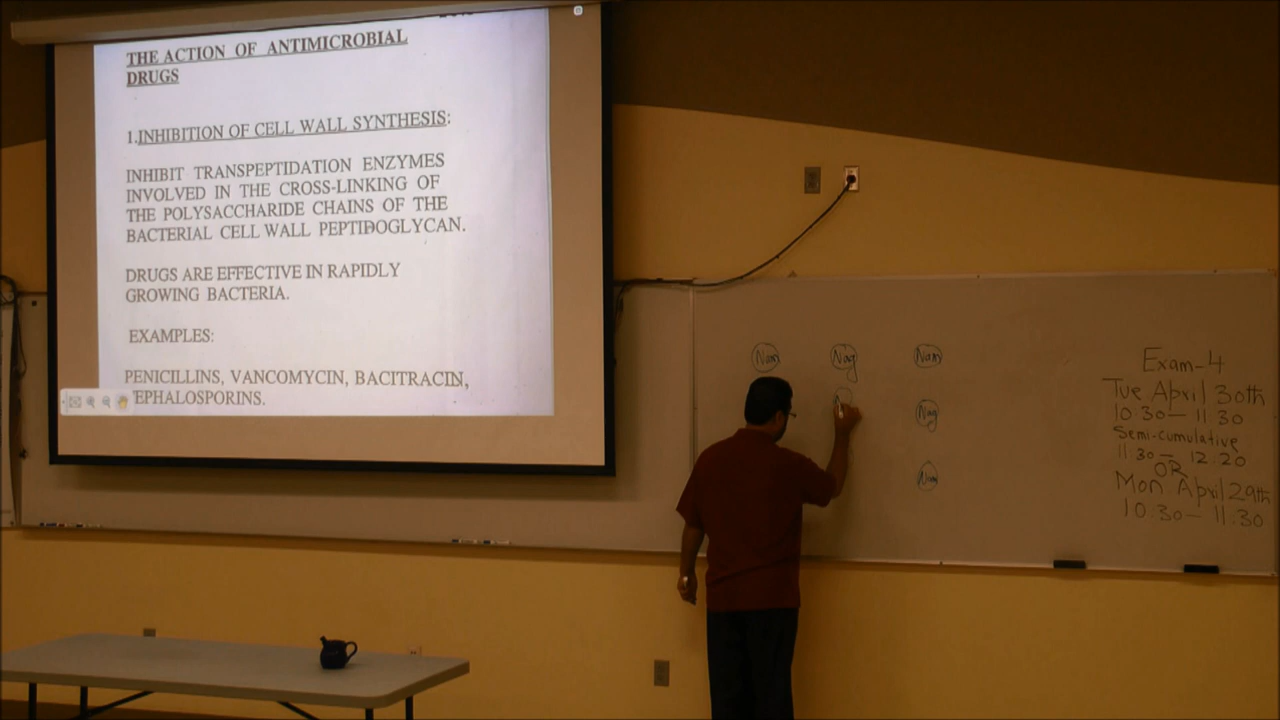 THE ACTION OF ANTIMICROBIAL
DRUGS
1.INHIBITION OF CELL WALL SYNTHESIS:
INHIBIT TRANSPEPTIDATION ENZYMES
INVOLVED IN THE CROSS-LINKING OF
THE POLYSACCHARIDE CHAINS OF THE
BACTERIAL CELL WALL PEPTIDOGLYCAN.
DRUGS ARE EFFECTIVE IN RAPIDLY
GROWING BACTERIA.
EXAMPLES:
PENICILLINS, VANCOMYCIN, BACITRACIN,
EPHALOSPORINS.
Nam Nag Nam
Nag
Nam
Exam-4
Tue April 30th
10.30 - 11.30
Semi-cumulative
11.30 - 12.20
OR
Mon April 29th
10.30 - 11.30